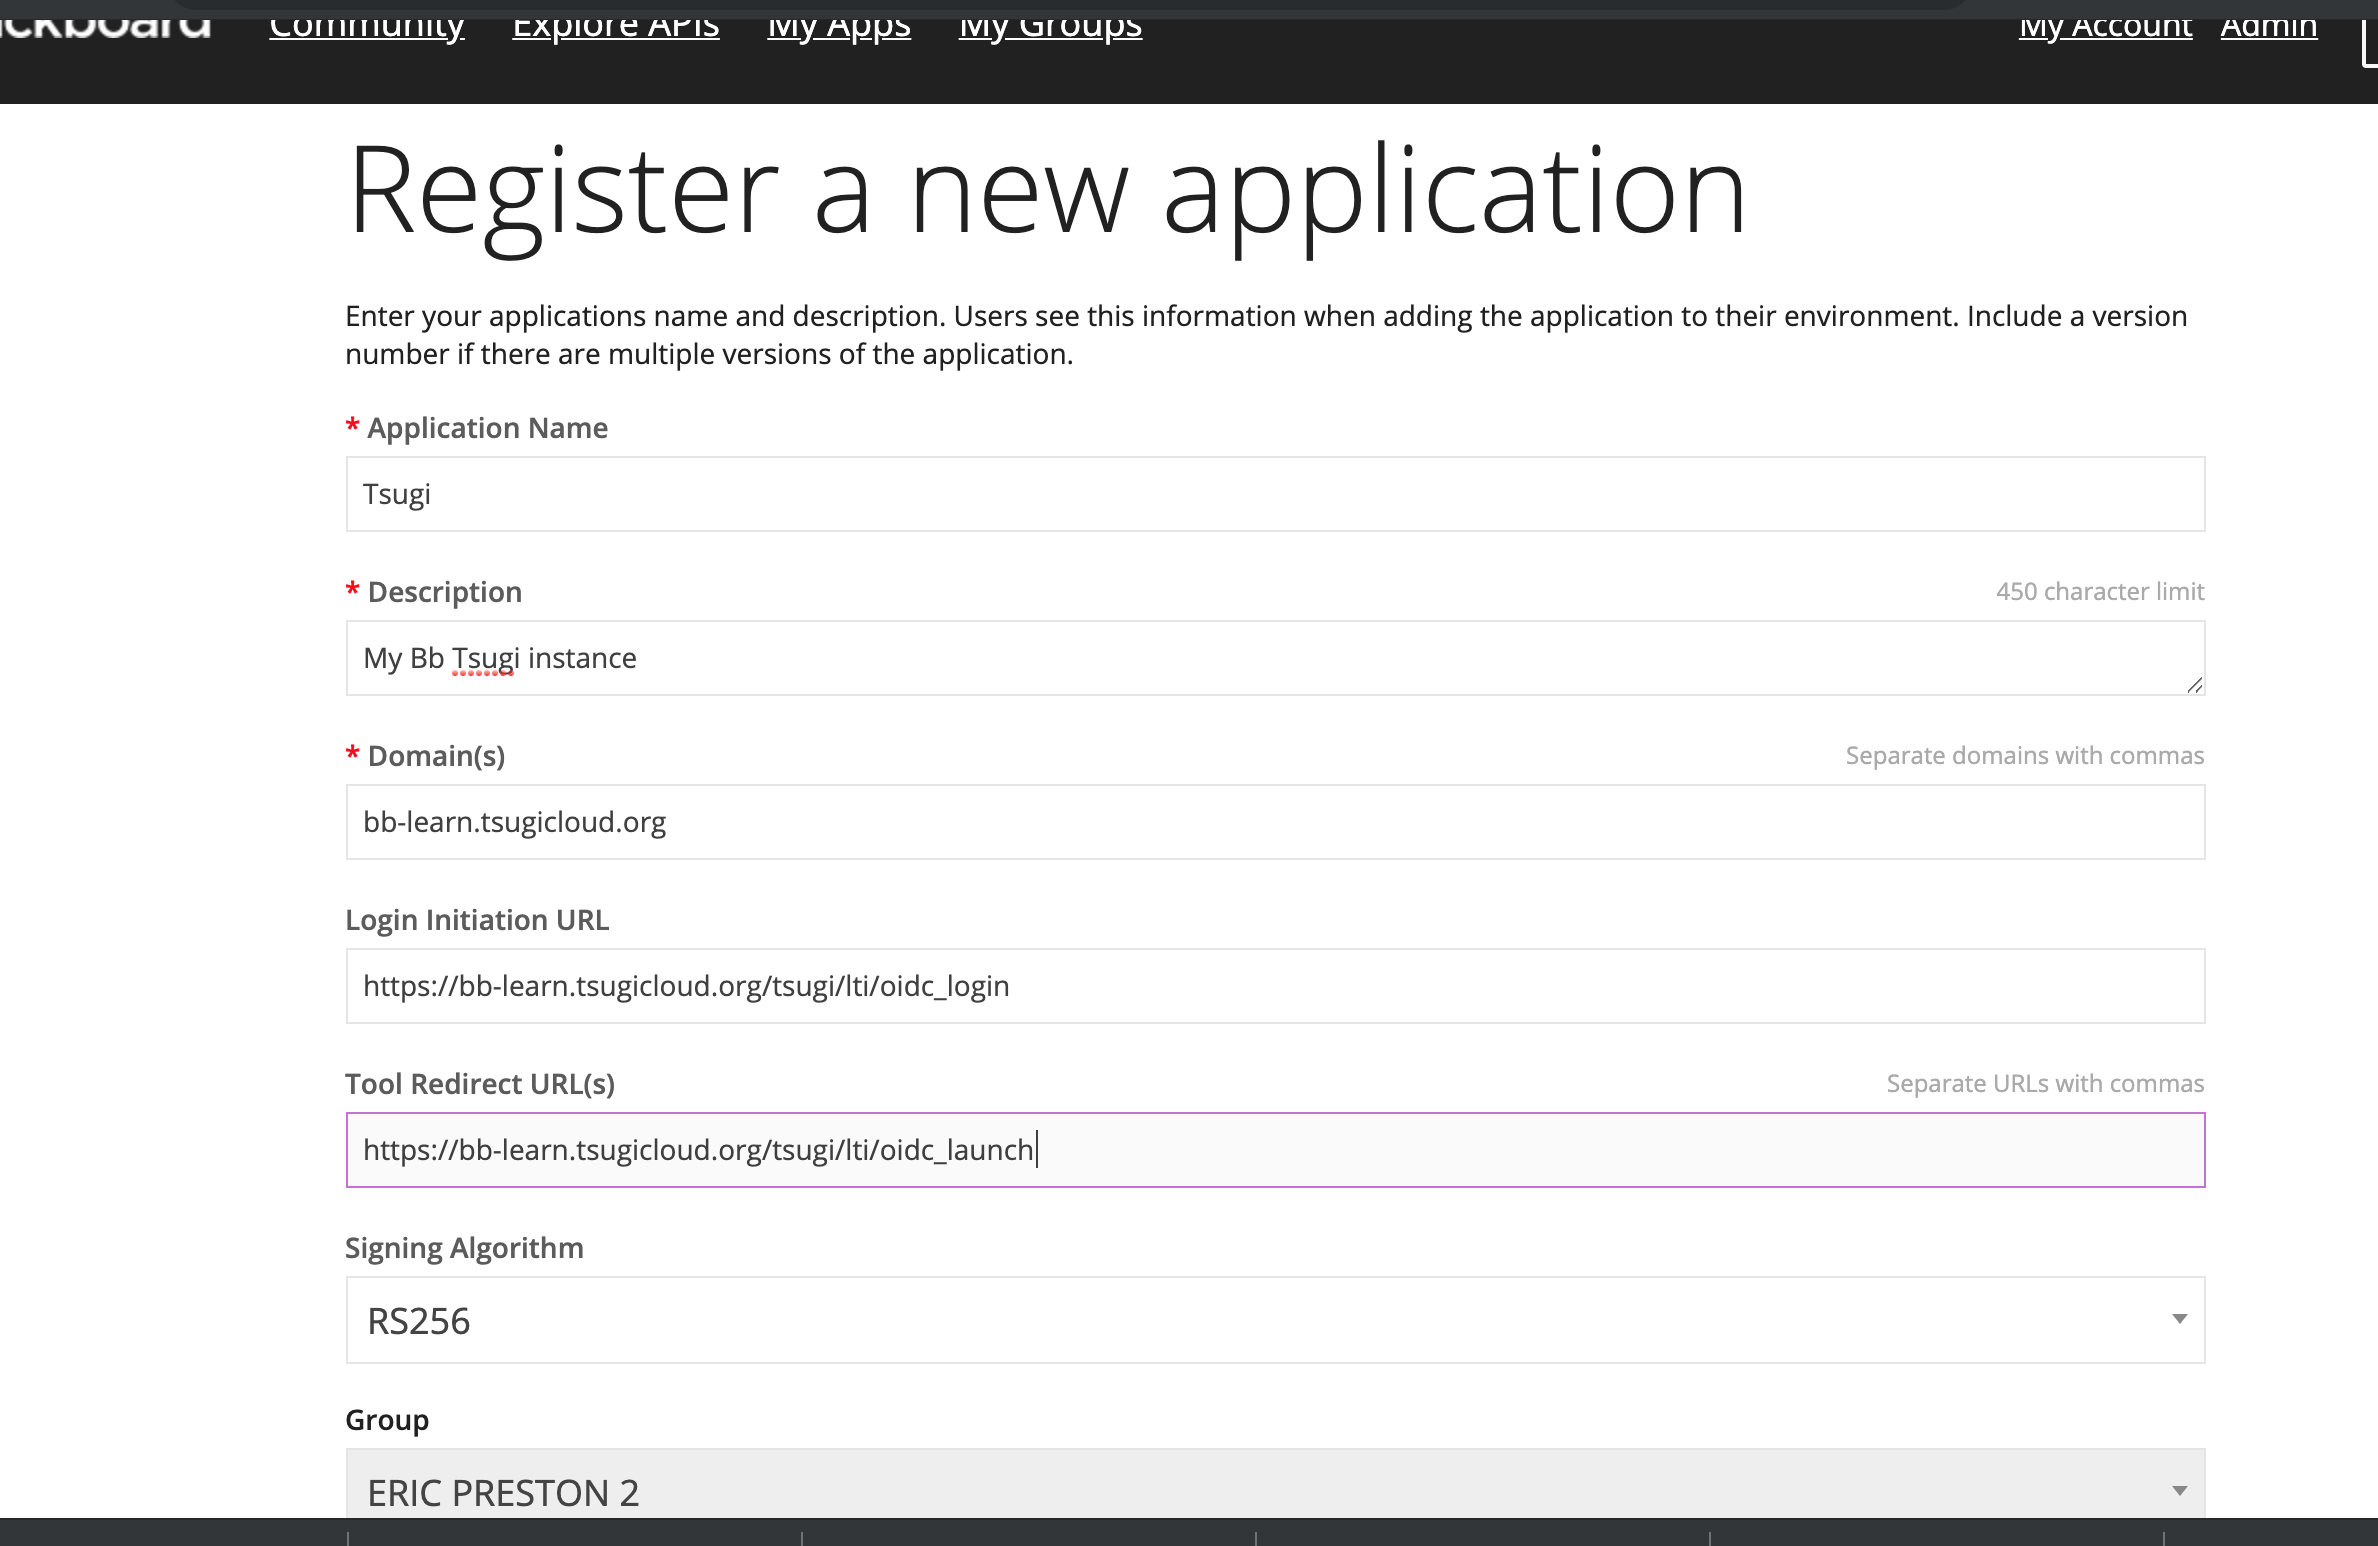 ckboard Community Explore APIs My Apps My Groups My Account Admin
Register a new application
Enter your applications name and description. Users see this information when adding the application to their environment. Include a version
number if there are multiple versions of the application.
* Application Name
Tsugi
* Description 450 character limit
My Bb Tsugi instance
* Domain(s) Separate domains with commas
bb-learn.tsugicloud.org
Login Initiation URL
https://bb-learn.tsugicloud.org/tsugi/lti/oidc_login
Tool Redirect URL(s) Separate URLs with commas
https://bb-learn.tsugicloud.org/tsugi/lti/oidc_launch
Signing Algorithm
RS256
Group
ERIC PRESTON 2